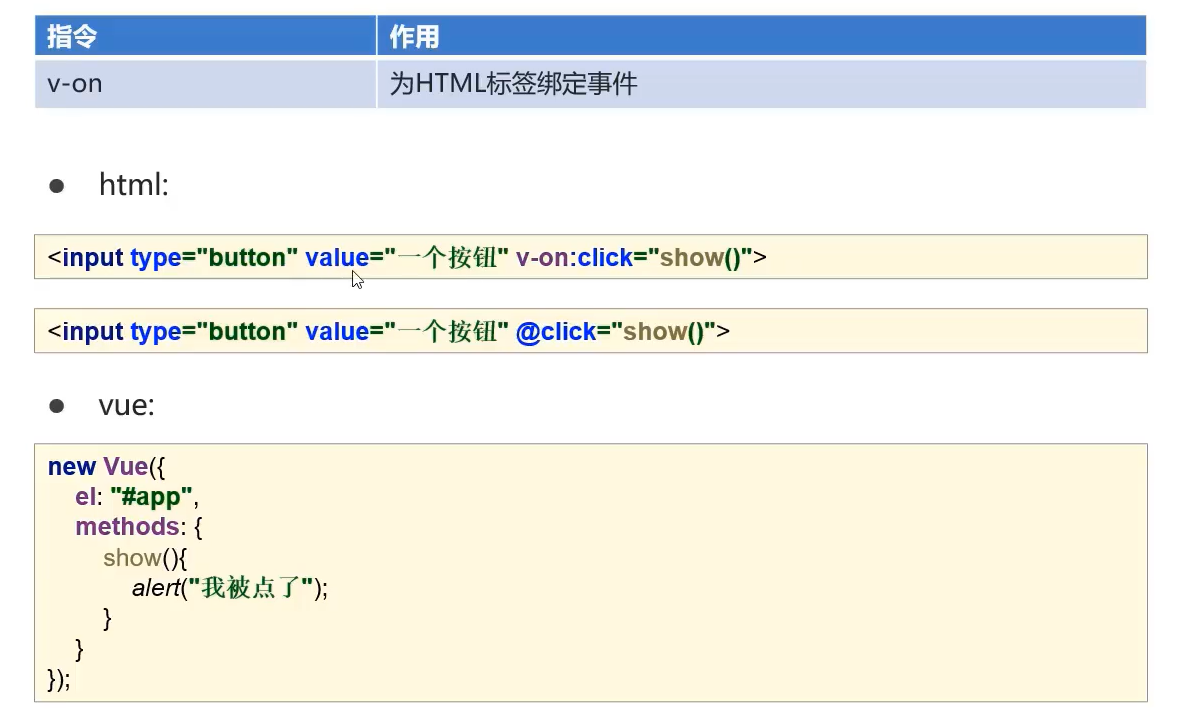 指令 作用
v-on 为HTML标签绑定事件
● html:
<input type="button" value="一个按钮" v-on:click="show()">
<input type="button" value="一个按钮" @click="show()">
● vue:
new Vue({
    el: "#app",
    methods: {
        show(){
            alert("我被点了");
        }
    }
});